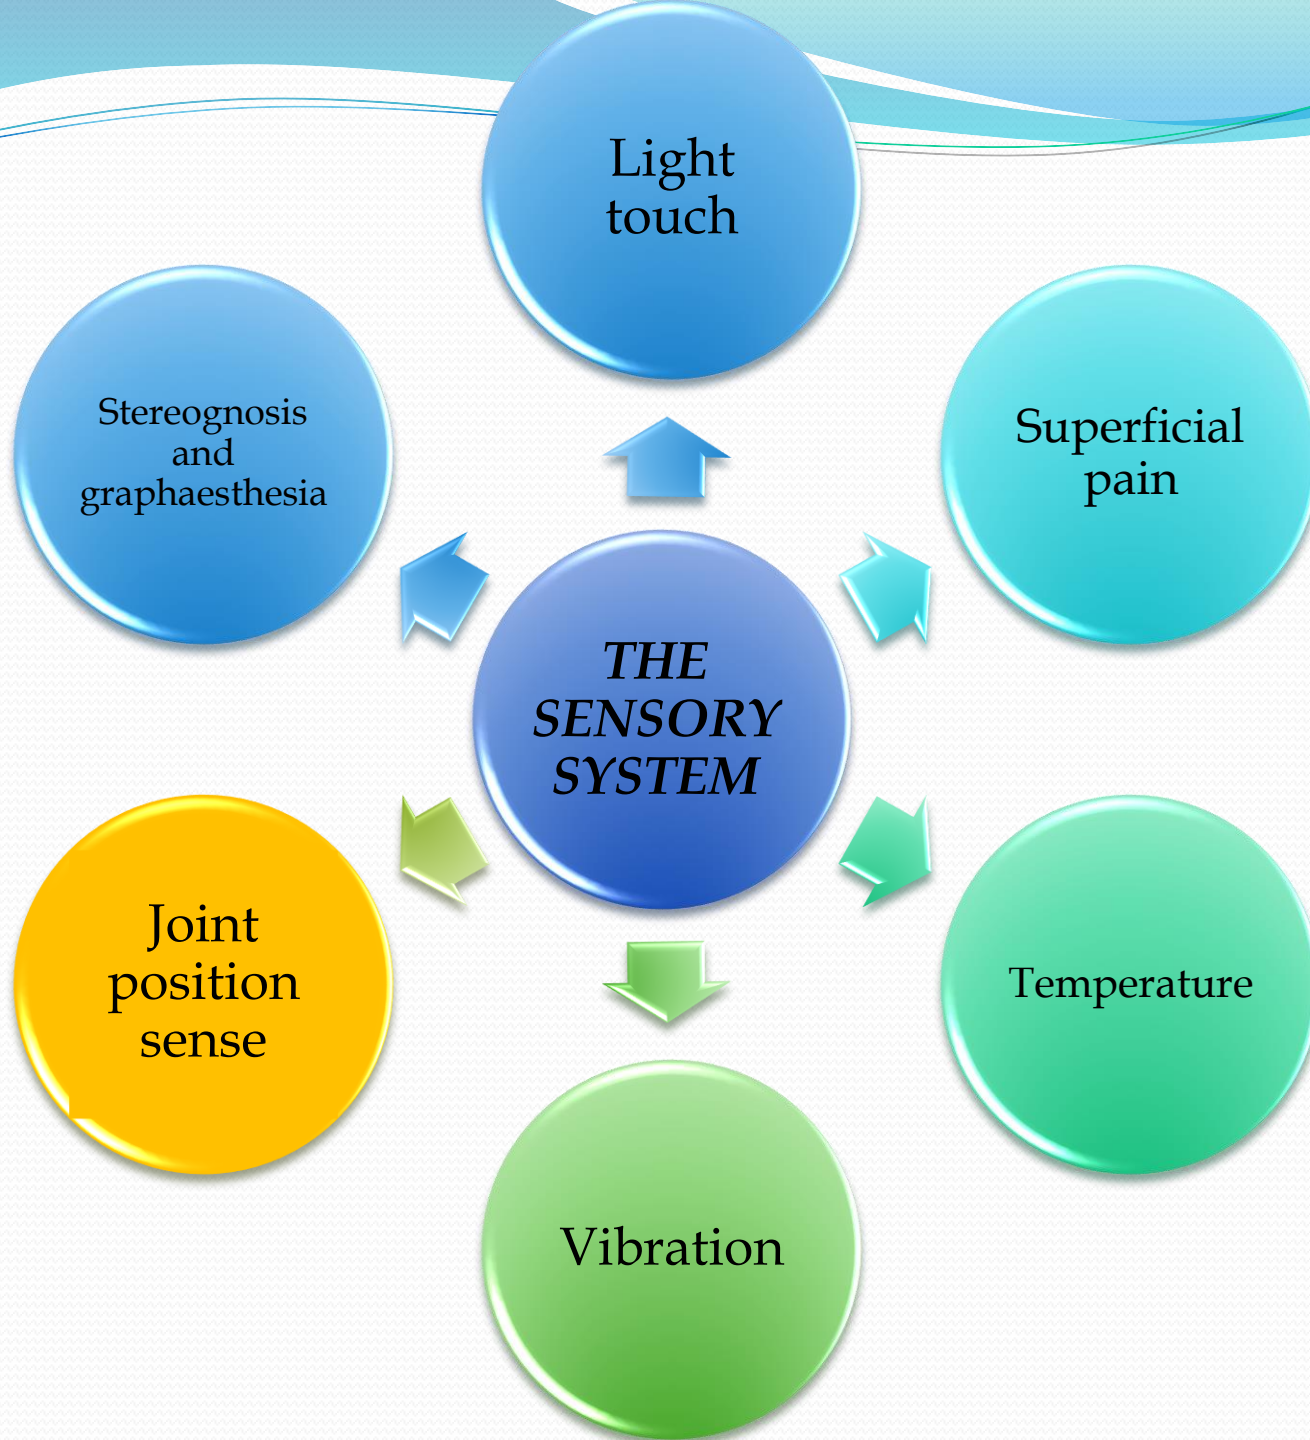 Light
touch
Superficial
pain
Temperature
Vibration
Joint
position
sense
Stereognosis
and
graphaesthesia
THE
SENSORY
SYSTEM